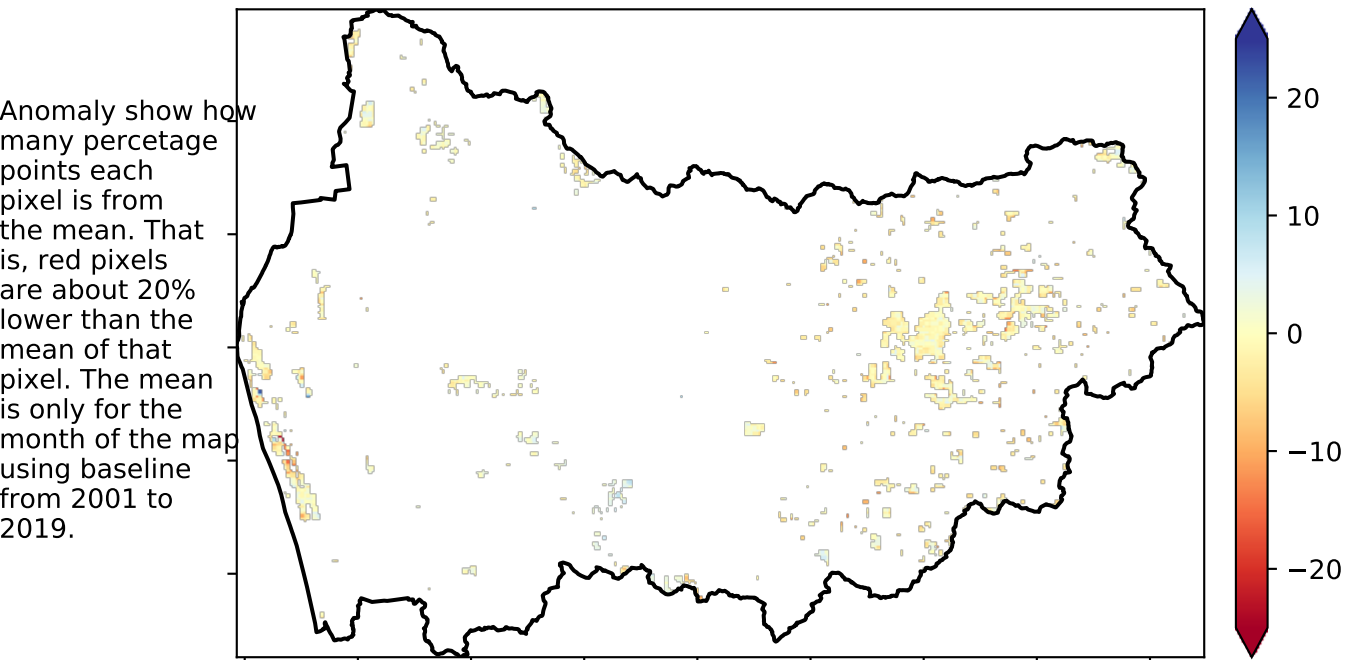 Anomaly show how
many percetage
points each
pixel is from
the mean. That
is, red pixels
are about 20%
lower than the
mean of that
pixel. The mean
is only for the
month of the map
using baseline
from 2001 to
2019.
20
10
0
−10
−20